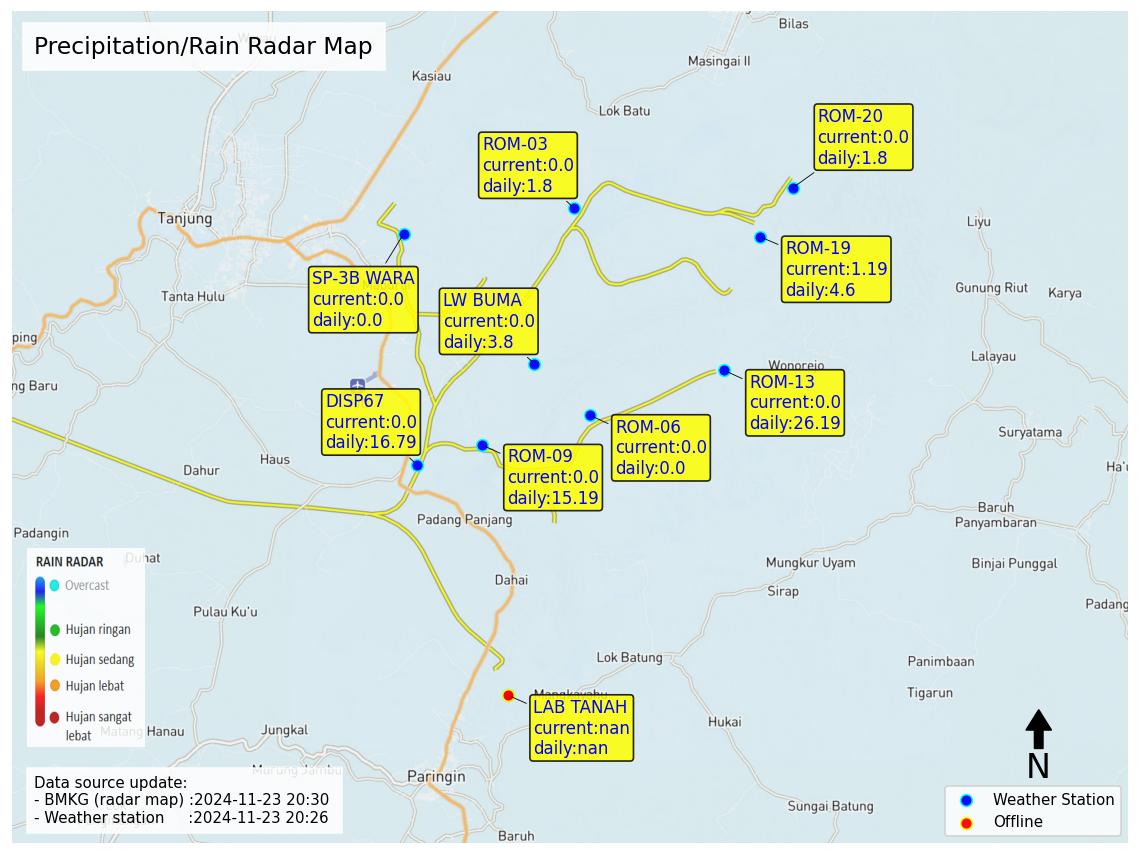 Bilas
Precipitation/Rain Radar Map
Masingai II
Kasiau
Lok Batu
ROM-20
current:0.0
daily:1.8
ROM-03
current:0.0
daily:1.8
Tanjung
Liyu
ROM-19
current:1.19
daily:4.6
SP-3B WARA
current:0.0
daily:0.0
Tanta Hulu
LW BUMA
current:0.0
daily:3.8
Gunung Riut
Karya
ping
Lalayau
Wonorejo
ng Baru
ROM-13
current:0.0
daily:26.19
DISP67
current:0.0
daily:16.79
ROM-06
current:0.0
daily:0.0
Suryatama
ROM-09
current:0.0
daily:15.19
Haus
Dahur
Ha'u
Baruh
Panyambaran
Padang Panjang
Padangin
Duhat
RAIN RADAR
Overcast
Hujan ringan
Hujan sedang
Hujan lebat
Hujan sangat
lebat
Mungkur Uyam
Binjai Punggal
Dahai
Sirap
Padang
Pulau Ku'u
Lok Batung
Panimbaan
Tigarun
Mangkayahu
LAB TANAH
current:nan
daily:nan
Hukai
Matang Hanau
Jungkal
Murung Jambu
Paringin
Data source update:
- BMKG (radar map) :2024-11-23 20:30
- Weather station :2024-11-23 20:26
N
Weather Station
Offline
Sungai Batung
Baruh